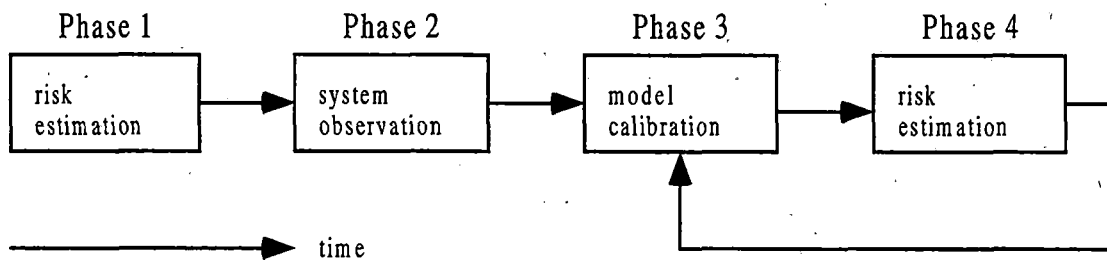 Phase 1
Phase 2
Phase 3
Phase 4
risk
estimation
system
observation
model
calibration
risk
estimation
time